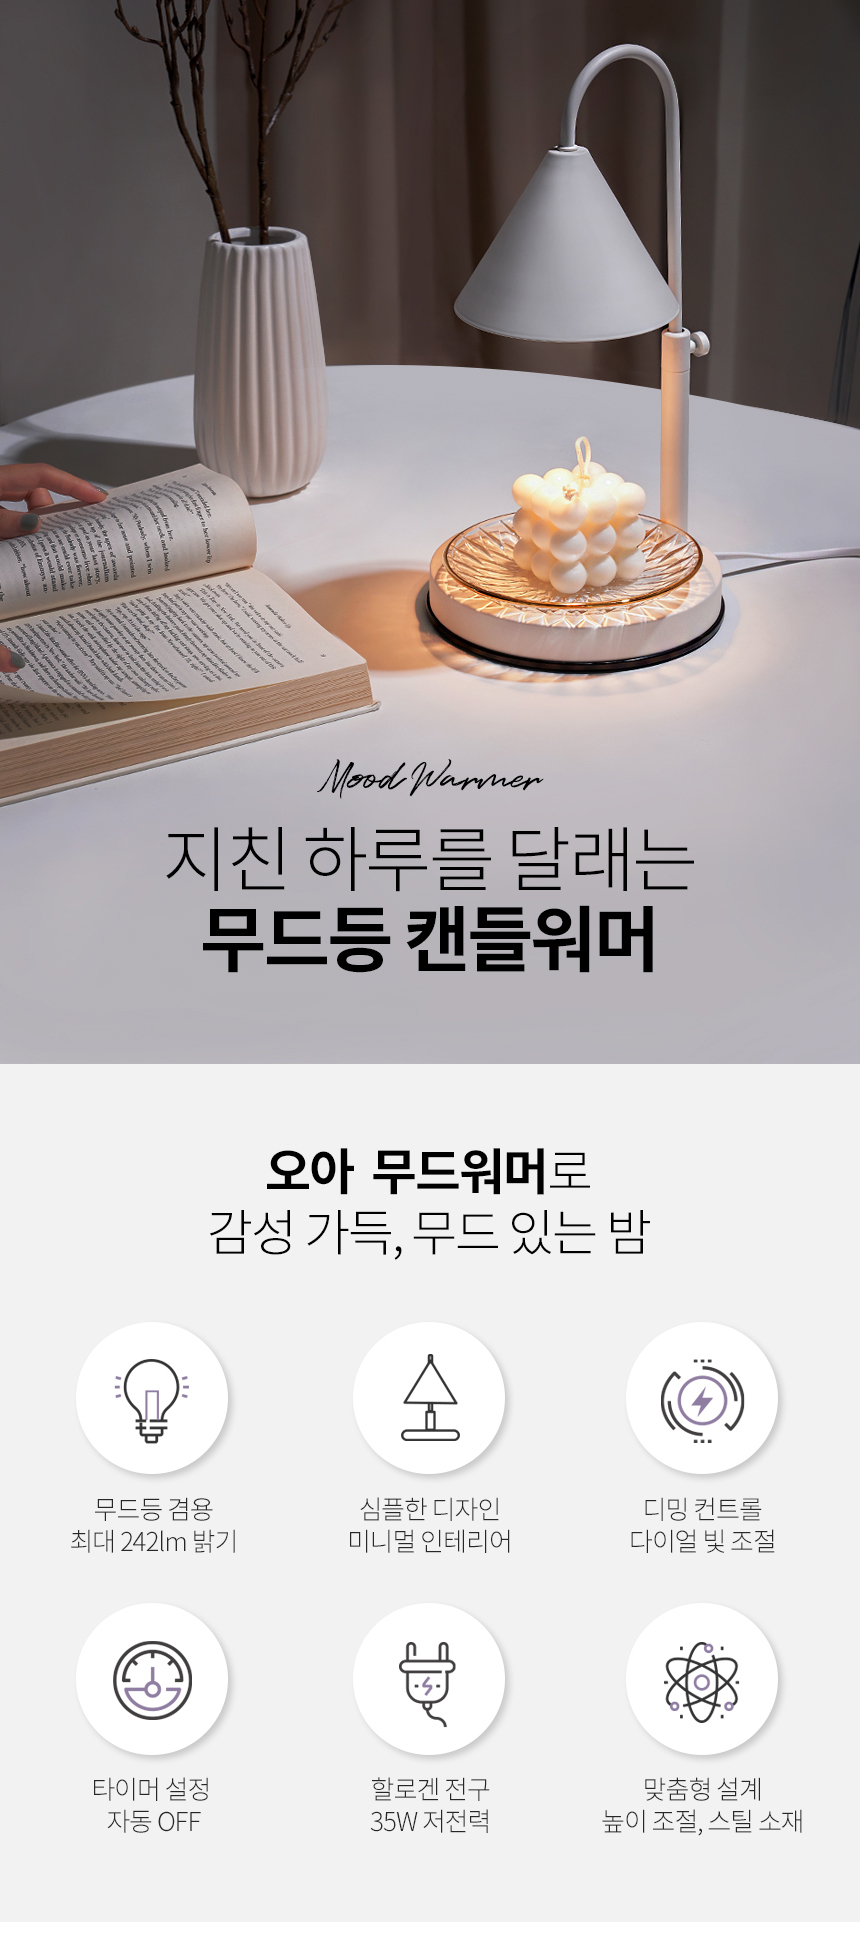 Mood Warmer
지친 하루를 달래는
무드등 캔들워머
오아 무드워머로
감성 가득, 무드 있는 밤
무드등 겸용
최대 242lm 밝기
심플한 디자인
미니멀 인테리어
디밍 컨트롤
다이얼 빛 조절
타이머 설정
자동 OFF
할로겐 전구
35W 저전력
맞춤형 설계
높이 조절, 스틸 소재